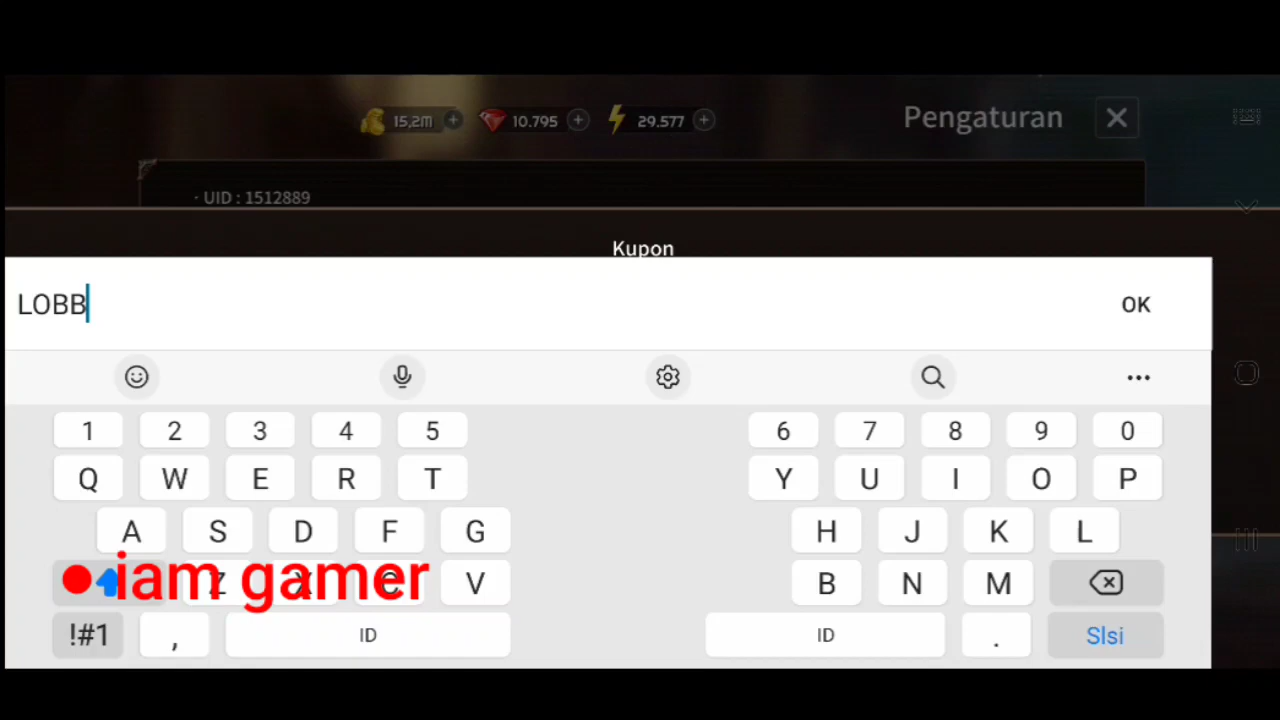 15,2M + 10.795 + 29.577 +
Pengaturan
- UID : 1512889
Kupon
LOBB
OK
1 2 3 4 5 6 7 8 9 0
Q W E R T Y U I O P
A S D F G H J K L
Z X C V B N M
iam gamer
!#1 , ID ID . Slsi